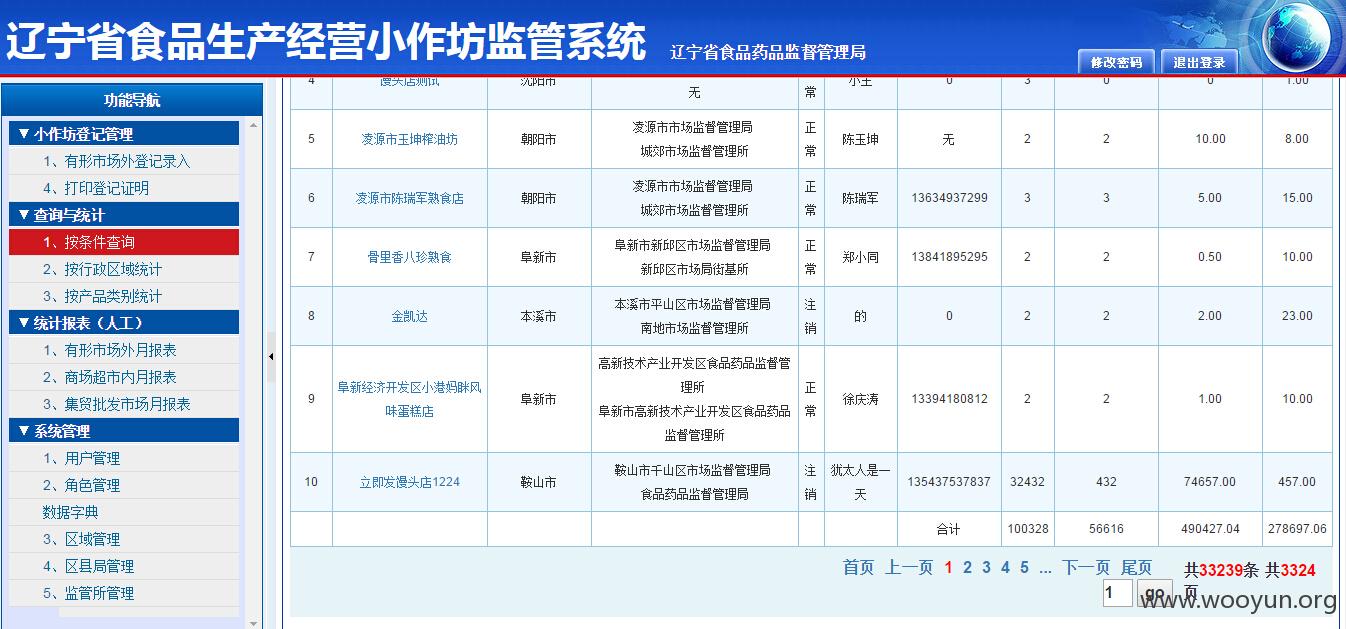 辽宁省食品生产经营小作坊监管系统 辽宁省食品药品监督管理局
修改密码 退出登录
功能导航
▼小作坊登记管理
1、有形市场外登记录入
4、打印登记证明
▼查询与统计
1、按条件查询
2、按行政区域统计
3、按产品类别统计
▼统计报表（人工）
1、有形市场外月报表
2、商场超市内月报表
3、集贸批发市场月报表
▼系统管理
1、用户管理
2、角色管理
数据字典
3、区域管理
4、区县局管理
5、监管所管理
4 馒头店测试 沈阳市 无 常 小王 0 3 0 0 1.00
5 凌源市玉坤榨油坊 朝阳市 凌源市市场监督管理局 正 陈玉坤 无 2 2 10.00 8.00
城郊市场监督管理所 常
6 凌源市陈瑞军熟食店 朝阳市 凌源市市场监督管理局 正 陈瑞军 13634937299 3 3 5.00 15.00
城郊市场监督管理所 常
7 骨里香八珍熟食 阜新市 阜新市新邱区市场监督管理局 正 郑小同 13841895295 2 2 0.50 10.00
新邱区市场局街基所 常
8 金凯达 本溪市 本溪市平山区市场监督管理局 注 的 0 2 2 2.00 23.00
南地市场监督管理所 销
9 阜新经济开发区小港妈咪风 阜新市 高新技术产业开发区食品药品监督管 正 徐庆涛 13394180812 2 2 1.00 10.00
味蛋糕店 理所 常
阜新市高新技术产业开发区食品药品
监督管理所
10 立即发馒头店1224 鞍山市 鞍山市千山区市场监督管理局 注 犹太人是一 135437537837 32432 432 74657.00 457.00
食品药品监督管理局 销 天
合计 100328 56616 490427.04 278697.06
首页 上一页 1 2 3 4 5 ... 下一页 尾页 共33239条 共3324
1 go 页
www.wooyun.org